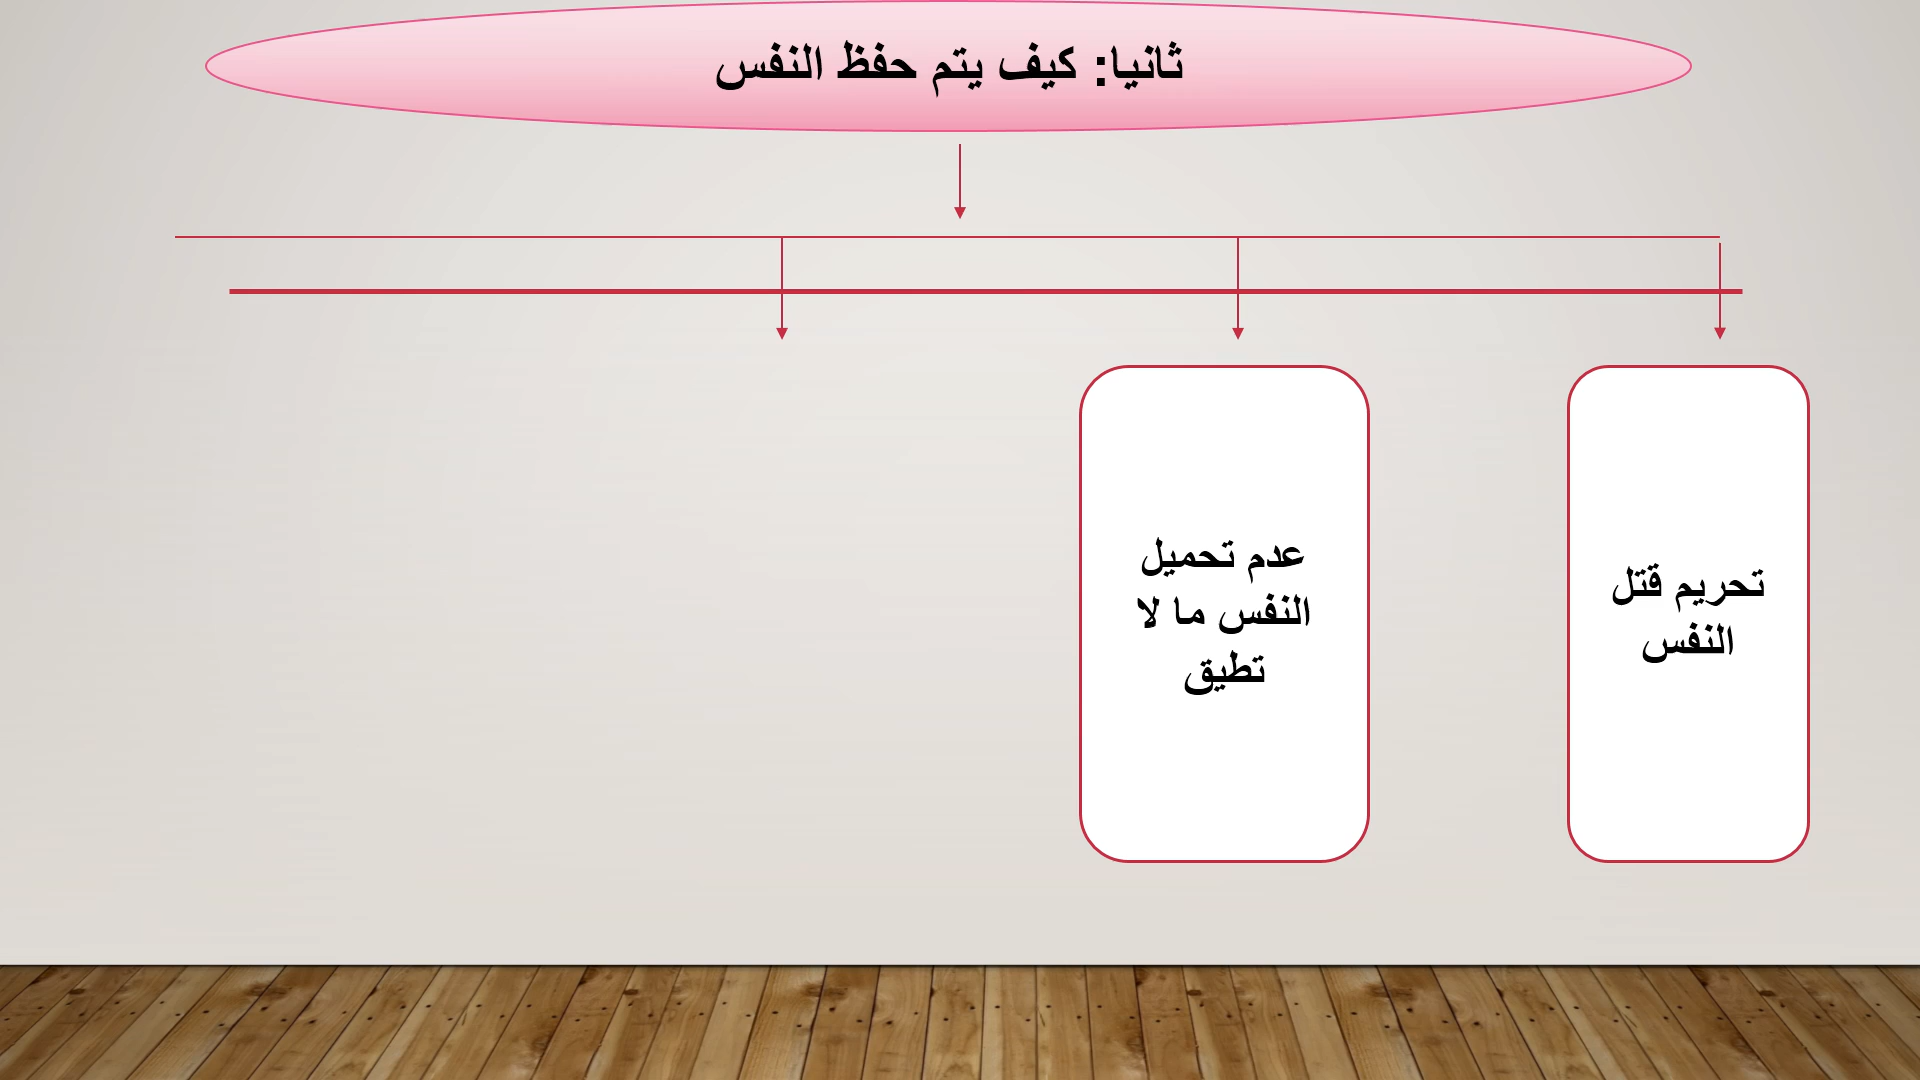 ثانيا: كيف يتم حفظ النفس
تحريم قتل
النفس
عدم تحميل
النفس ما لا
تطيق